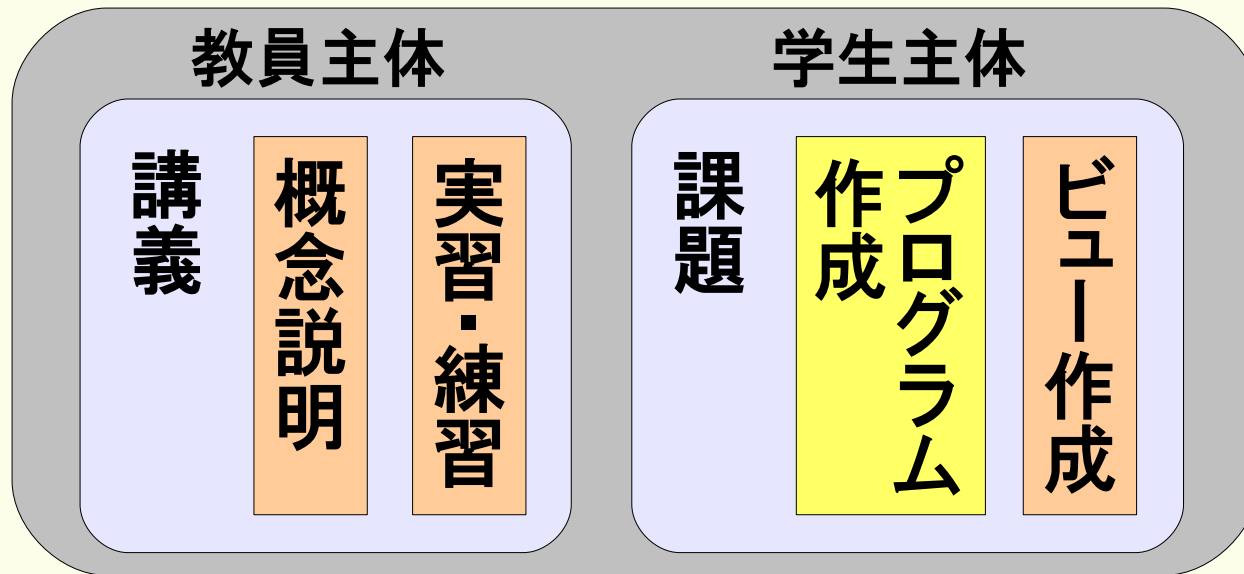 教員主体
講義
概念説明
実習・練習
学生主体
課題
プログラム
作成
ビュー作成